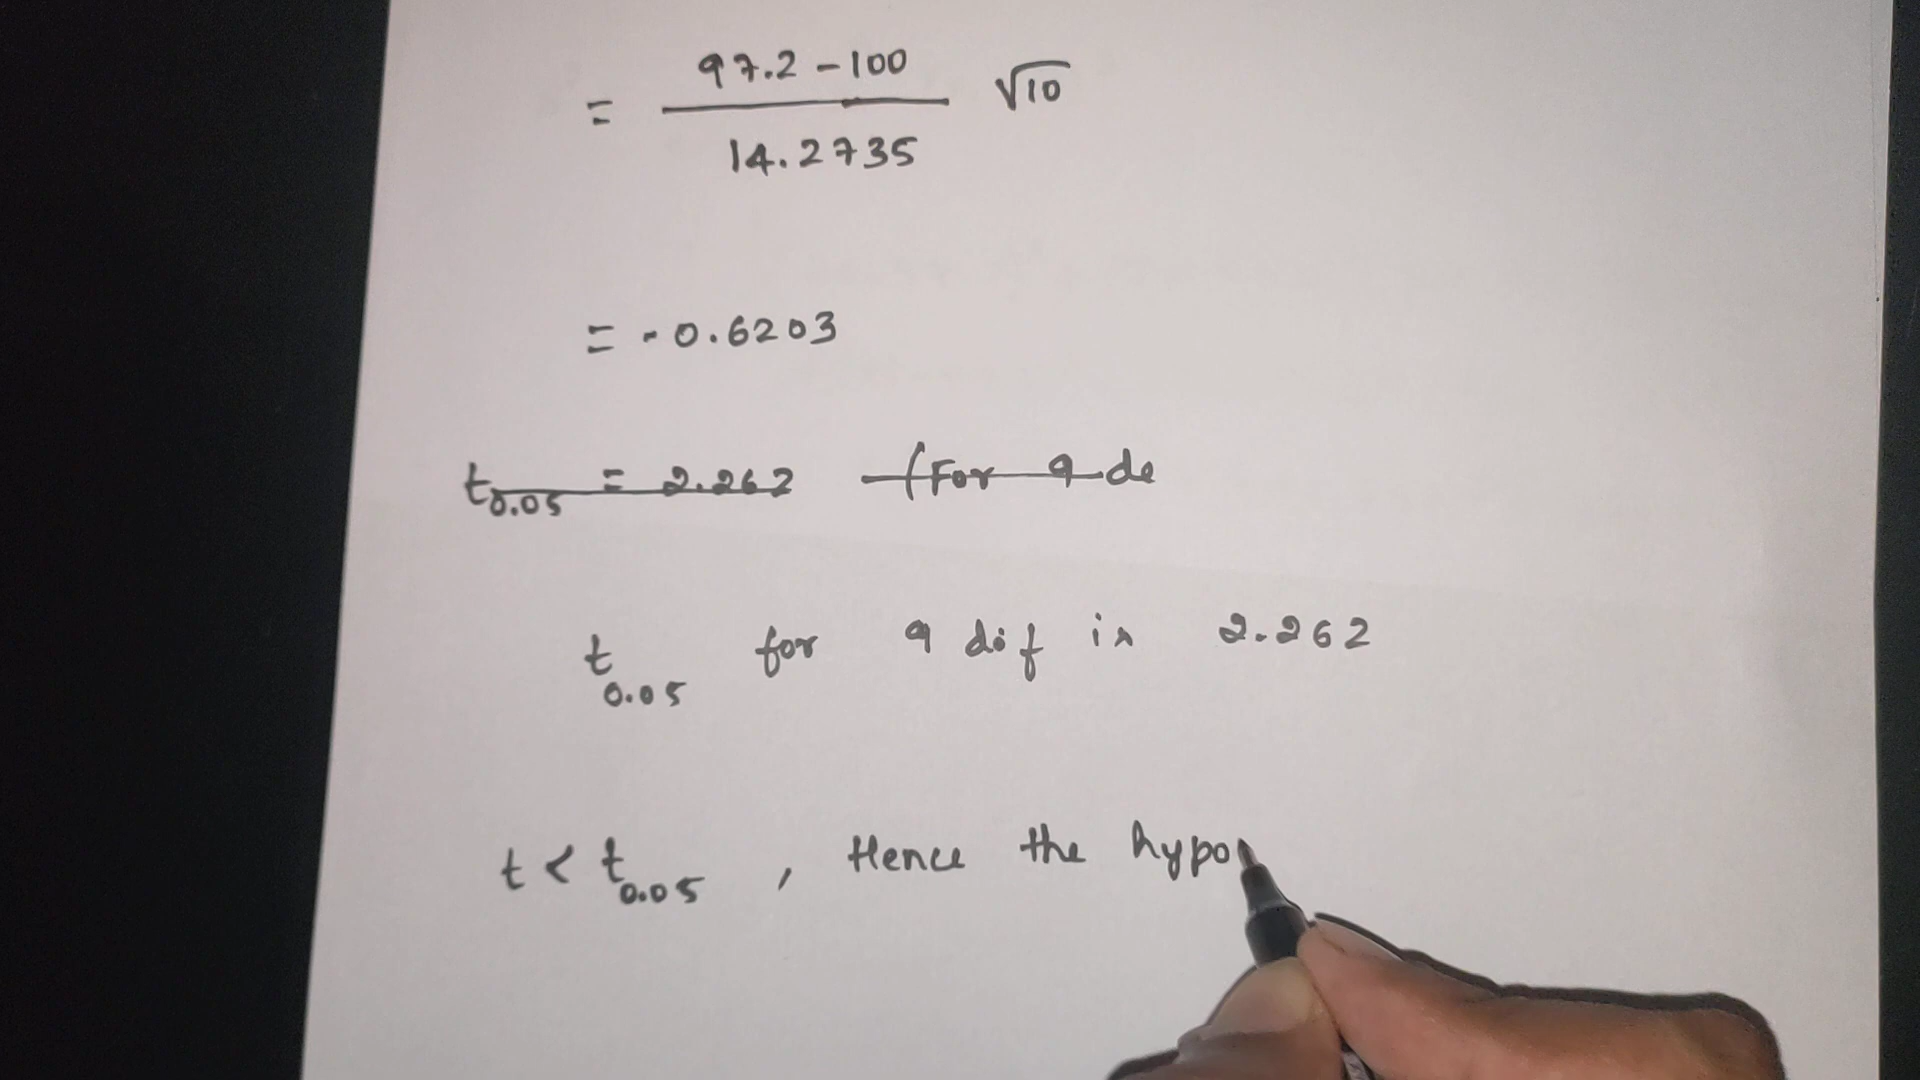 = 97.2 - 100 / 14.2735 √10
= - 0.6203
t0.05 = 2.262 (For 9 de
t0.05 for 9 dof is 2.262
t < t0.05 , Hence the hypo